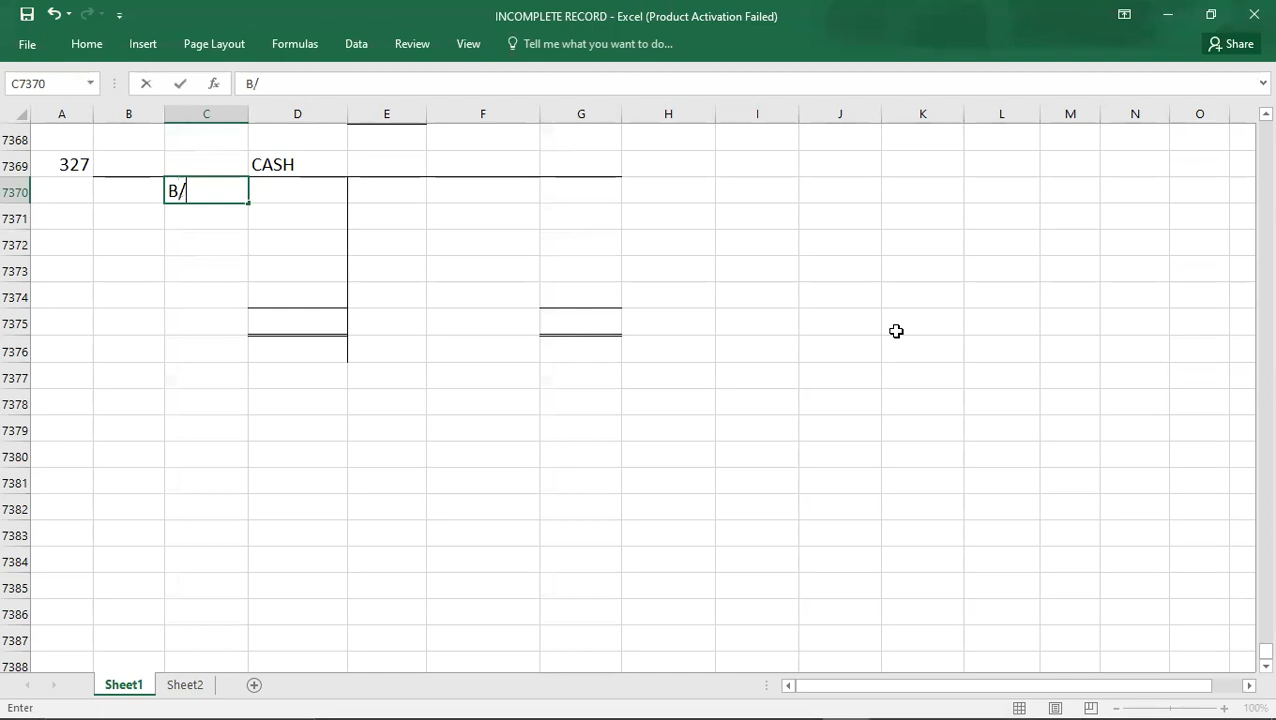 INCOMPLETE RECORD - Excel (Product Activation Failed)
File Home Insert Page Layout Formulas Data Review View Tell me what you want to do... Share
C7370 fx B/
A B C D E F G H I J K L M N O
7368
7369 327 CASH
7370 B/
7371
7372
7373
7374
7375
7376
7377
7378
7379
7380
7381
7382
7383
7384
7385
7386
7387
7388
Sheet1 Sheet2
Enter 100%